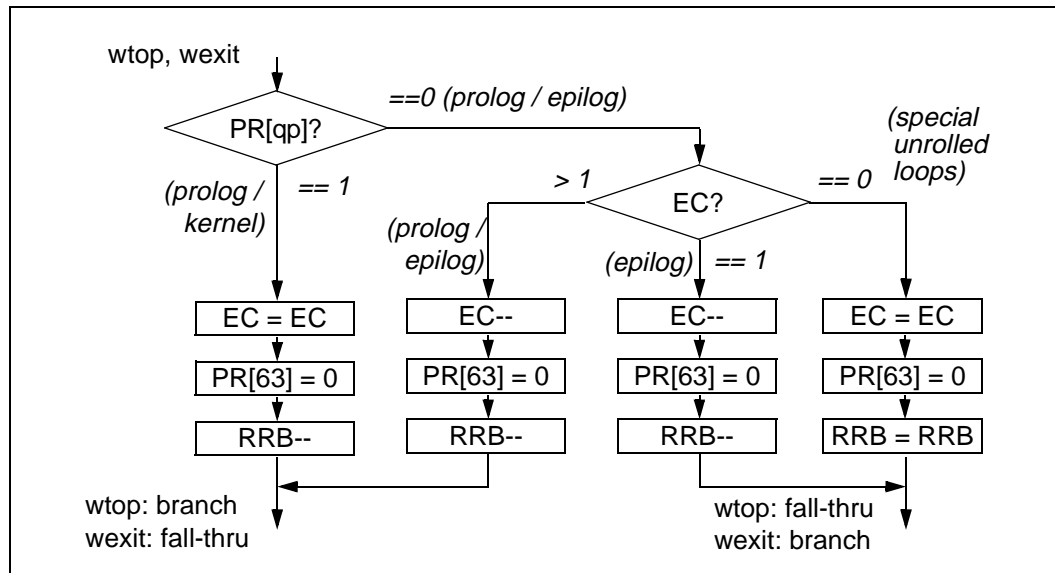 wtop, wexit
==0 (prolog / epilog)
PR[qp]?
(special
unrolled
loops)
(prolog /
kernel)
== 1
> 1
EC?
== 0
(prolog /
epilog)
(epilog)
== 1
EC = EC
EC--
EC--
EC = EC
PR[63] = 0
PR[63] = 0
PR[63] = 0
PR[63] = 0
RRB--
RRB--
RRB--
RRB = RRB
wtop: branch
wexit: fall-thru
wtop: fall-thru
wexit: branch